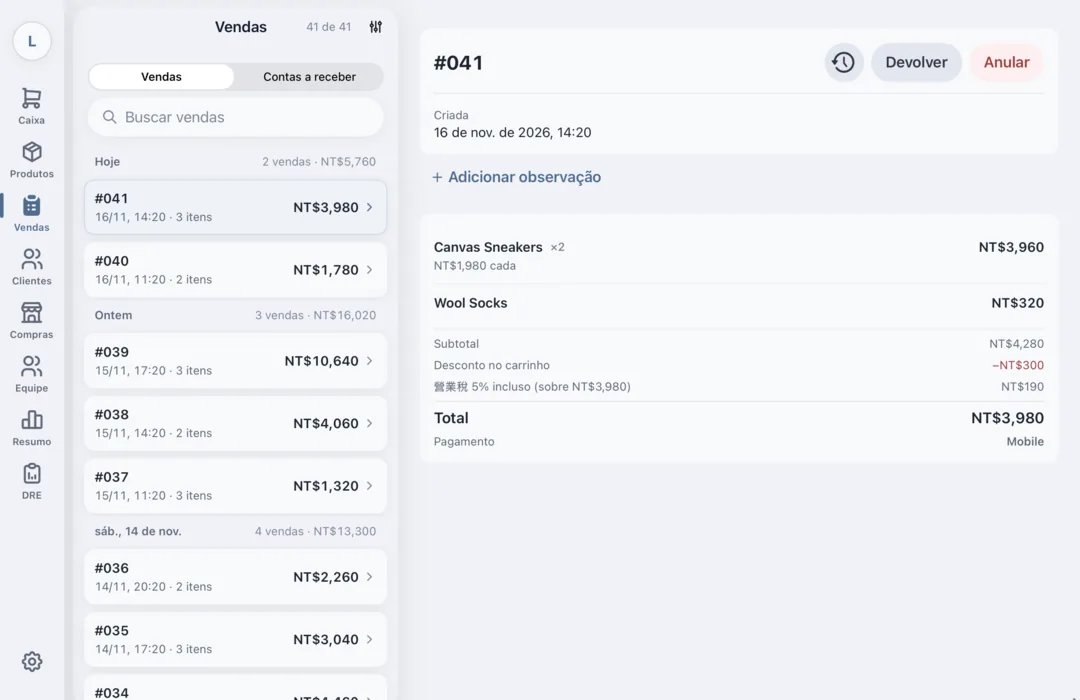 L
Caixa
Produtos
Vendas
Clientes
Compras
Equipe
Resumo
DRE
Vendas
41 de 41
Vendas
Contas a receber
Buscar vendas
Hoje
2 vendas · NT$5,760
#041
16/11, 14:20 · 3 itens
NT$3,980
#040
16/11, 11:20 · 2 itens
NT$1,780
Ontem
3 vendas · NT$16,020
#039
15/11, 17:20 · 3 itens
NT$10,640
#038
15/11, 14:20 · 2 itens
NT$4,060
#037
15/11, 11:20 · 3 itens
NT$1,320
sáb., 14 de nov.
4 vendas · NT$13,300
#036
14/11, 20:20 · 2 itens
NT$2,260
#035
14/11, 17:20 · 3 itens
NT$3,040
#034
#041
Devolver
Anular
Criada
16 de nov. de 2026, 14:20
+ Adicionar observação
Canvas Sneakers ×2
NT$3,960
NT$1,980 cada
Wool Socks
NT$320
Subtotal
NT$4,280
Desconto no carrinho
−NT$300
營業稅 5% incluso (sobre NT$3,980)
NT$190
Total
NT$3,980
Pagamento
Mobile